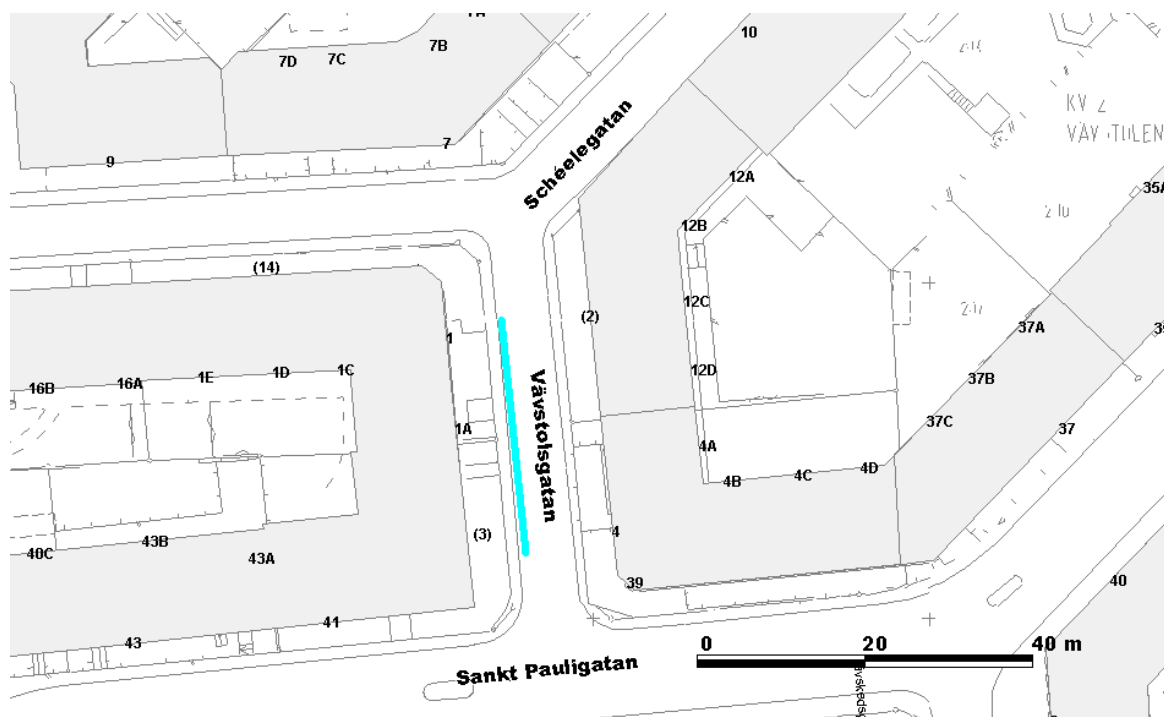 10
7B
7C
7D
KV 2
7
9
Schéelegatan
12A
35A
12B
(14)
12C
(2)
37A
1
12D
37B
1C
1D
1E
16A
16B
Vävstolsgatan
37C
37
1A
4A
4D
4C
4B
(3)
4
43B
40C
43A
39
40
41
43
0 20 40 m
Sankt Pauligatan